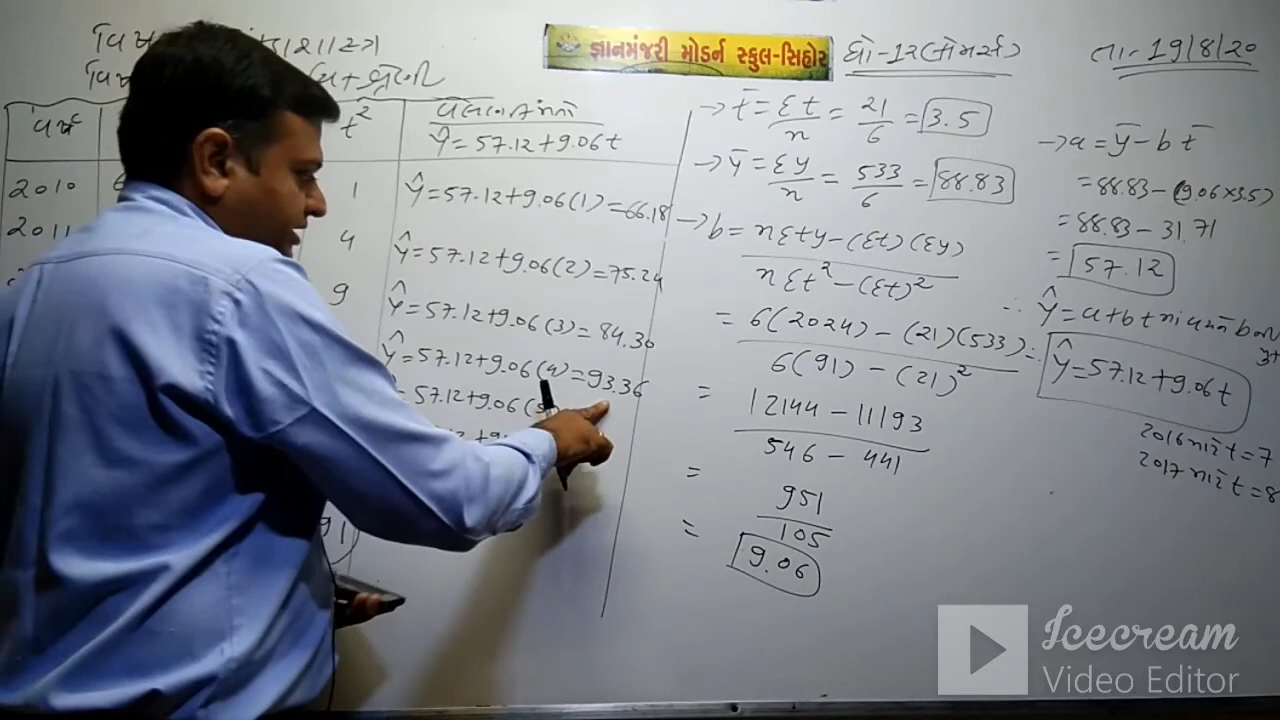 જ્ઞાનમંજરી મોડર્ન સ્કુલ-સિહોર
ધો-૧૨(કોમર્સ)
તા- 19/8/20
વર્ષ
t²
Ŷ=57.12+9.06t
2010
1
Ŷ=57.12+9.06(1)=66.18
2011
4
Ŷ=57.12+9.06(2)=75.24
9
Ŷ=57.12+9.06(3)=84.30
Ŷ=57.12+9.06(4)=93.36
=57.12+9.06(5
91
→ t̄=Σt/n=21/6=3.5
→ ȳ=Σy/n=533/6=88.83
→ b=nΣty-(Σt)(Σy)/nΣt²-(Σt)²
=6(2024)-(21)(533)/6(91)-(21)²
=12144-11193/546-441
=951/105
=9.06
→a=ȳ-b t̄
=88.83-(9.06×3.5)
=88.83-31.71
=57.12
∴ Ŷ=a+bt માં a અને b
Ŷ=57.12+9.06t
2016 માટે t=7
2017 માટે t=8
Icecream
Video Editor